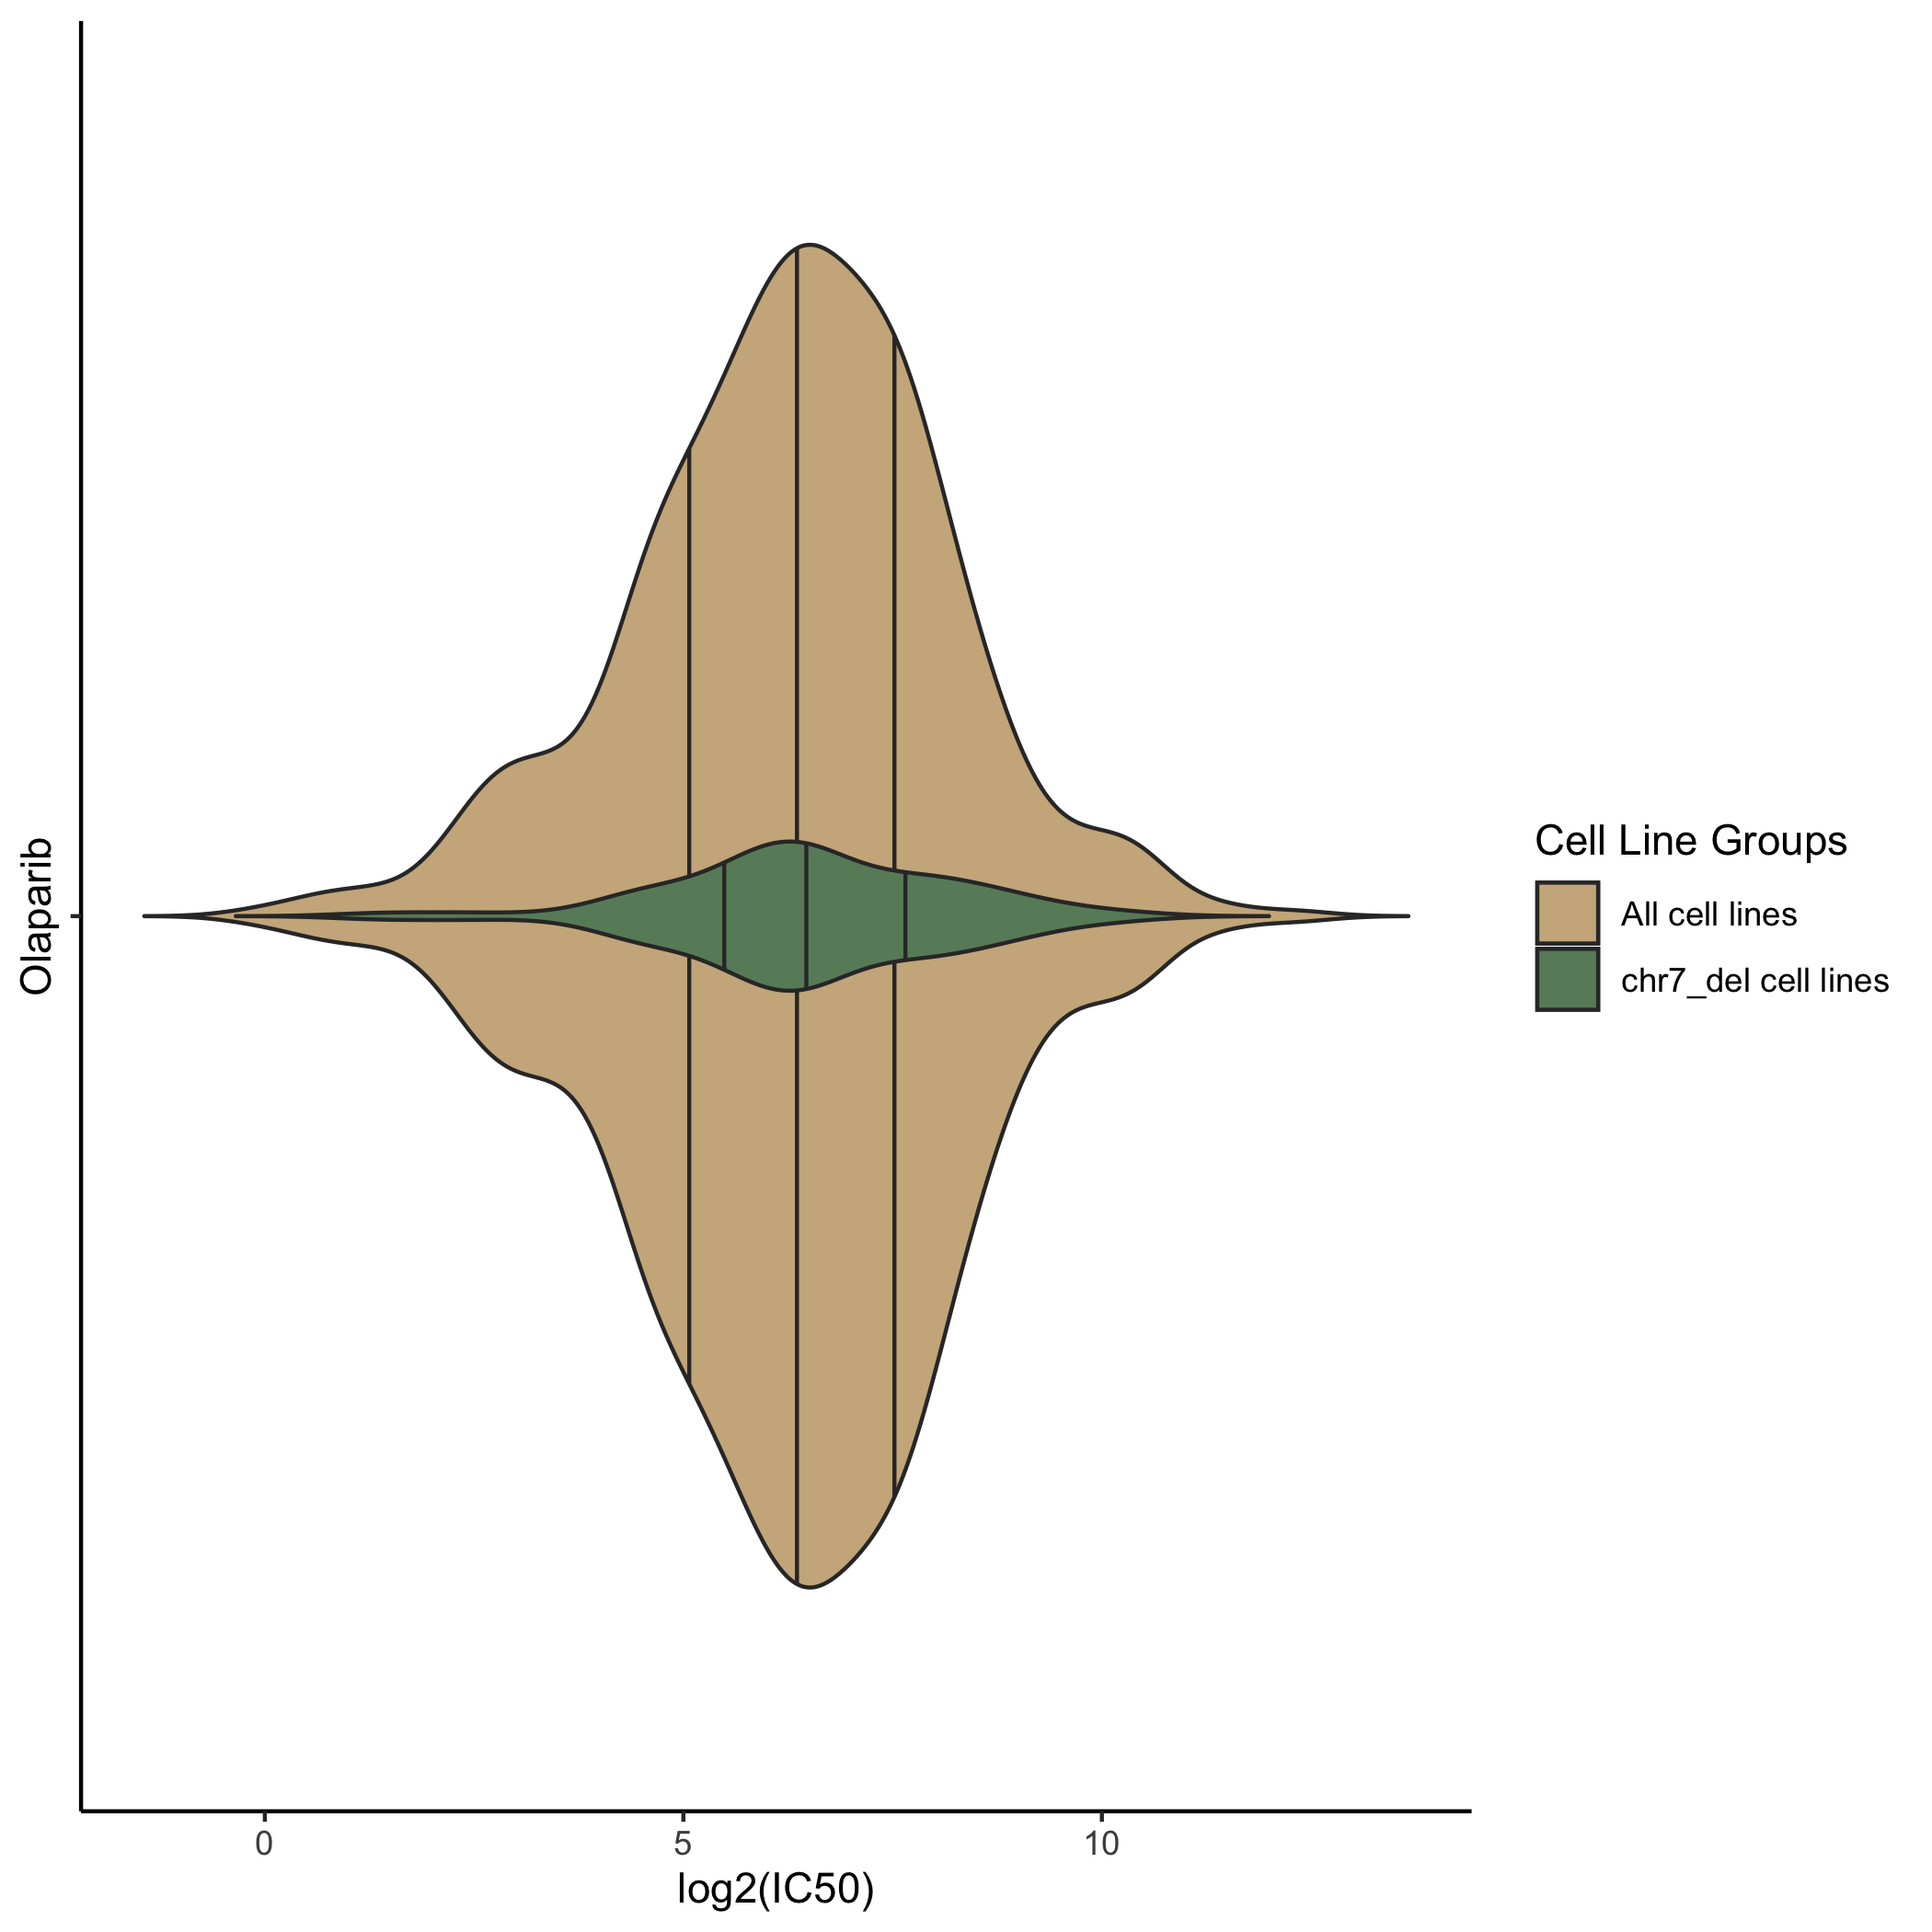 Olaparib
0
5
10
log2(IC50)
Cell Line Groups
All cell lines
chr7_del cell lines